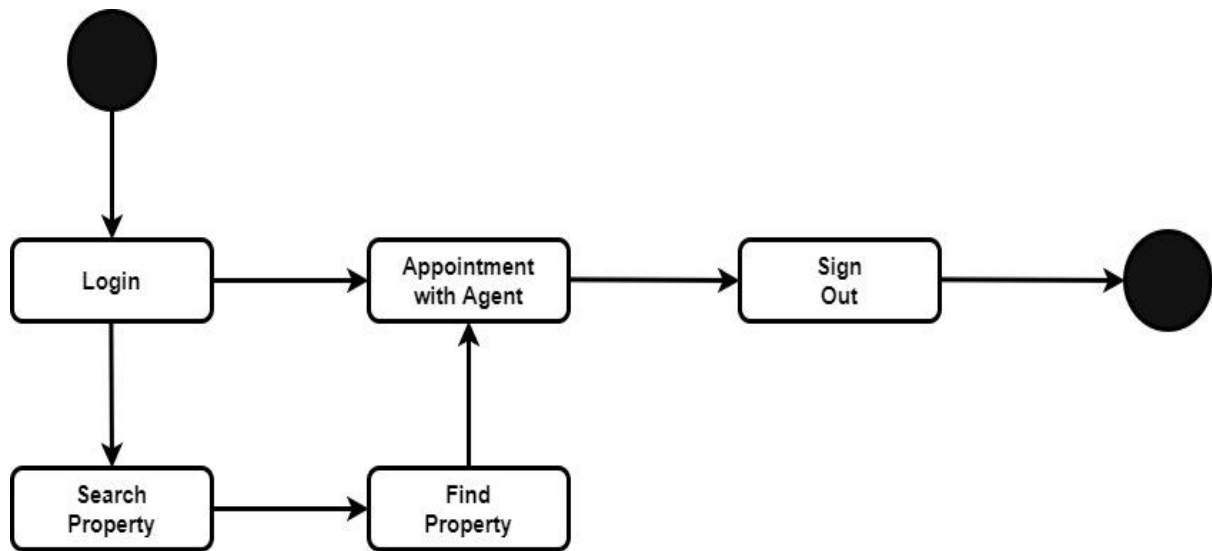 Login
Appointment
with Agent
Sign
Out
Search
Property
Find
Property